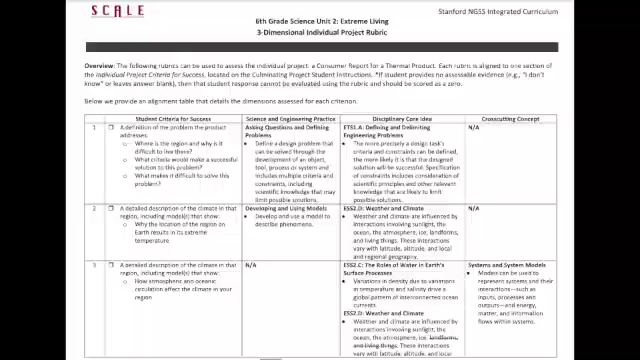 SCALE
Stanford NGSS Integrated Curriculum
6th Grade Science Unit 2: Extreme Living
3-Dimensional Individual Project Rubric
Overview: The following rubrics can be used to assess the individual project: a Consumer Report for a Thermal Product. Each rubric is aligned to one section of
the Individual Project Criteria for Success, located on the Culminating Project Student Instructions. *If student provides no assessable evidence (e.g., "I don't
know" or leaves answer blank), then that student response cannot be evaluated using the rubric and should be scored as a zero.
Below we provide an alignment table that details the dimensions assessed for each criterion.
Student Criteria for Success
Science and Engineering Practice
Disciplinary Core Idea
Crosscutting Concept
1
A definition of the problem the product
addresses:
Where is the region and why is it
difficult to live there?
What criteria would make a successful
solution to this problem?
What makes it difficult to solve this
problem?
Asking Questions and Defining
Problems
Define a design problem that
can be solved through the
development of an object,
tool, process or system and
includes multiple criteria and
constraints, including
scientific knowledge that may
limit possible solutions.
ETS1.A: Defining and Delimiting
Engineering Problems
The more precisely a design task's
criteria and constraints can be defined,
the more likely it is that the designed
solution will be successful. Specification
of constraints includes consideration of
scientific principles and other relevant
knowledge that are likely to limit
possible solutions.
N/A
2
A detailed description of the climate in that
region, including model(s) that show:
Why the location of the region on
Earth results in its extreme
temperature
Developing and Using Models
Develop and use a model to
describe phenomena.
ESS2.D: Weather and Climate
Weather and climate are influenced by
interactions involving sunlight, the
ocean, the atmosphere, ice, landforms,
and living things. These interactions
vary with latitude, altitude, and local
and regional geography.
N/A
3
A detailed description of the climate in that
region, including model(s) that show:
How atmospheric and oceanic
circulation affect the climate in your
region
N/A
ESS2.C: The Roles of Water in Earth's
Surface Processes
Variations in density due to variations
in temperature and salinity drive a
global pattern of interconnected ocean
currents.
ESS2.D: Weather and Climate
Weather and climate are influenced by
interactions involving sunlight, the
ocean, the atmosphere, ice landforms,
and living things. These interactions
vary with latitude, altitude, and local
Systems and System Models
Models can be used to
represent systems and their
interactions—such as
inputs, processes and
outputs—and energy,
matter, and information
flows within systems.